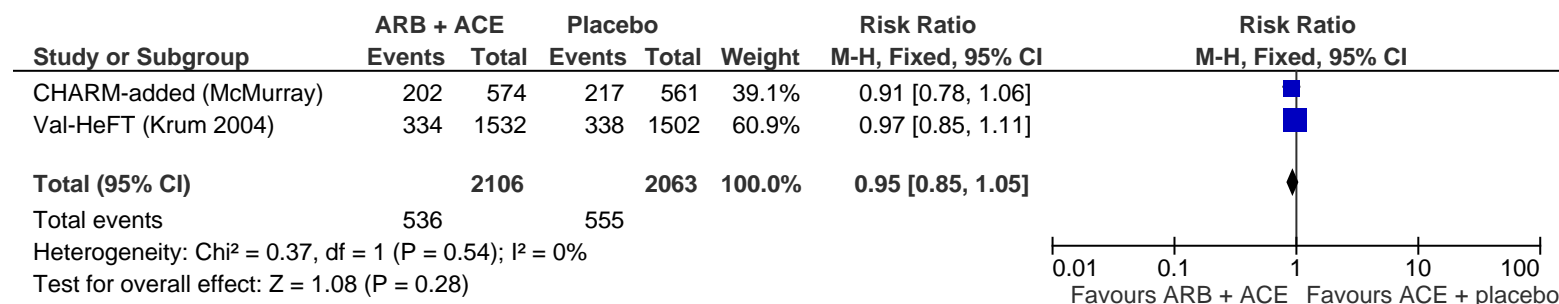 ARB + ACE Placebo Risk Ratio Risk Ratio
Study or Subgroup Events Total Events Total Weight M-H, Fixed, 95% CI M-H, Fixed, 95% CI
CHARM-added (McMurray) 202 574 217 561 39.1% 0.91 [0.78, 1.06]
Val-HeFT (Krum 2004) 334 1532 338 1502 60.9% 0.97 [0.85, 1.11]
Total (95% CI) 2106 2063 100.0% 0.95 [0.85, 1.05]
Total events 536 555
Heterogeneity: Chi² = 0.37, df = 1 (P = 0.54); I² = 0%
Test for overall effect: Z = 1.08 (P = 0.28)
0.01 0.1 1 10 100
Favours ARB + ACE Favours ACE + placebo